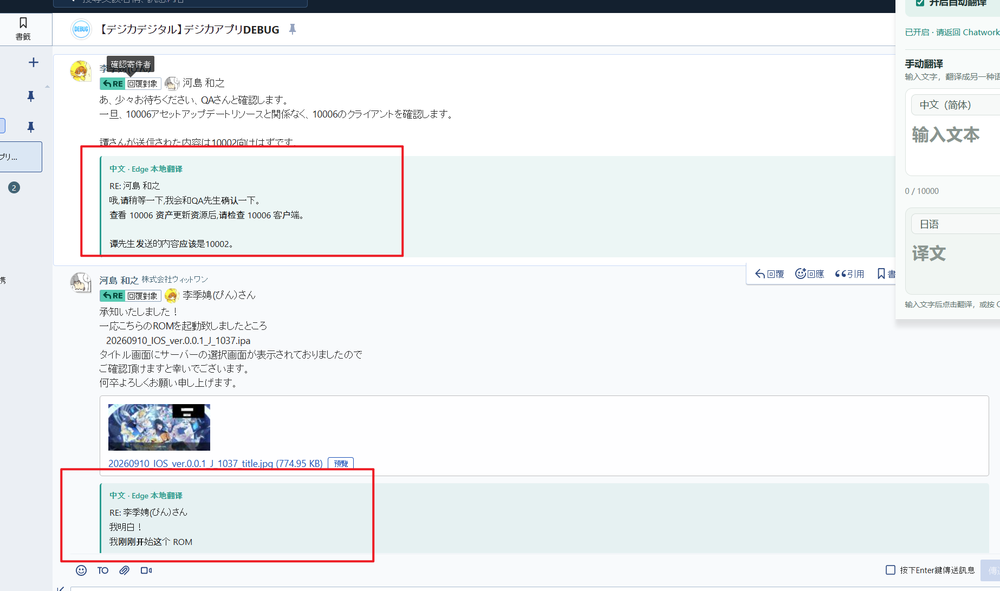 書籤
【デジカデジタル】デジカアプリDEBUG
DEBUG
確認寄件者
RE 回覆對象 河島 和之
あ、少々お待ちください、QAさんと確認します。
一旦、10006アセットアップデートリソースと関係なく、10006のクライアントを確認します。
譚さんが送信された内容は10002向けはずです。
中文 · Edge 本地翻译
RE: 河島 和之
哦,请稍等一下,我会和QA先生确认一下。
查看 10006 资产更新资源后,请检查 10006 客户端。
谭先生发送的内容应该是10002。
回覆 回應 引用 書
河島 和之 株式会社ウィットワン
RE 回覆對象 李季娉(ぴん)さん
承知いたしました！
一応こちらのROMを起動致しましたところ
20260910_IOS_ver.0.0.1_J_1037.ipa
タイトル画面にサーバーの選択画面が表示されておりましたので
ご確認頂けますと幸いでございます。
何卒よろしくお願い申し上げます。
20260910_IOS_ver.0.0.1_J_1037_title.jpg (774.95 KB) 預覽
中文 · Edge 本地翻译
RE: 李季娉(ぴん)さん
我明白！
我刚刚开始这个 ROM
TO
按下Enter鍵傳送訊息
プリ...
2
携
开启自动翻译
已开启 · 请返回 Chatwork
手动翻译
输入文字，翻译成另一种语
中文（简体）
输入文本
0 / 10000
日语
译文
输入文字后点击翻译，或按 C